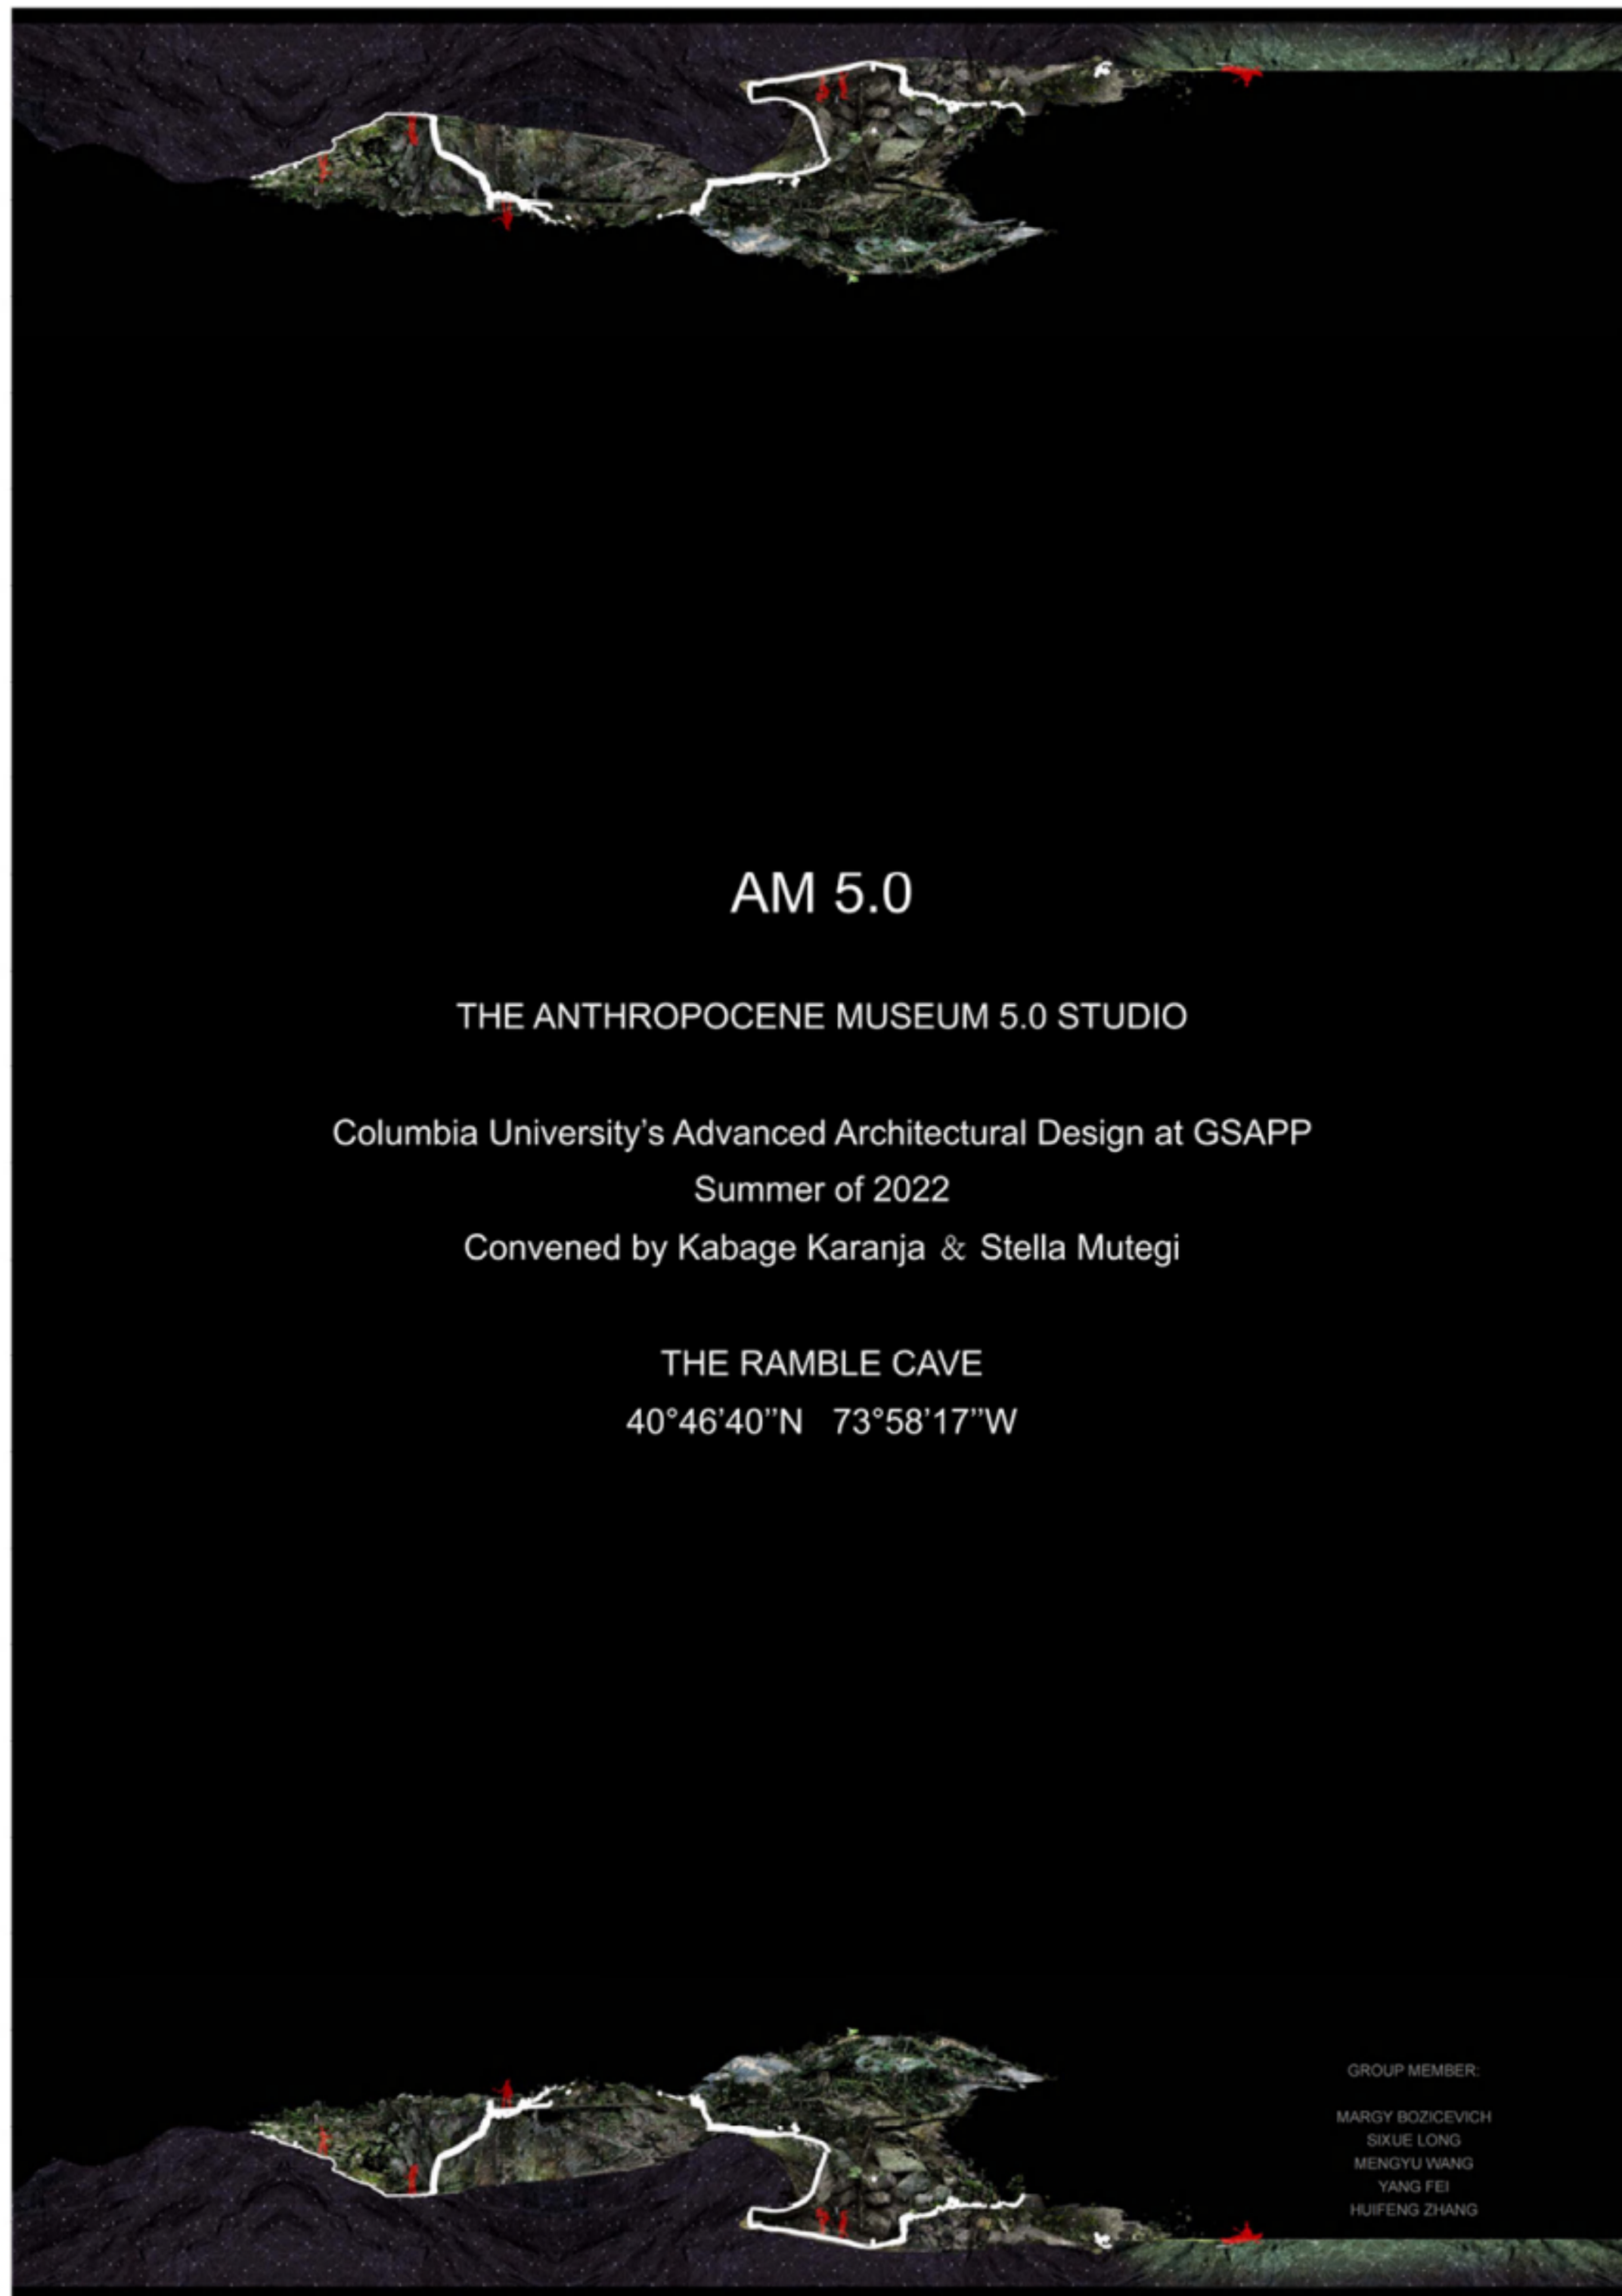 AM 5.0
THE ANTHROPOCENE MUSEUM 5.0 STUDIO
Columbia University’s Advanced Architectural Design at GSAPP
Summer of 2022
Convened by Kabage Karanja & Stella Mutegi
THE RAMBLE CAVE
40°46’40’’N 73°58’17’’W
GROUP MEMBER:
MARGY BOZICEVICH
SIXUE LONG
MENGYU WANG
YANG FEI
HUIFENG ZHANG